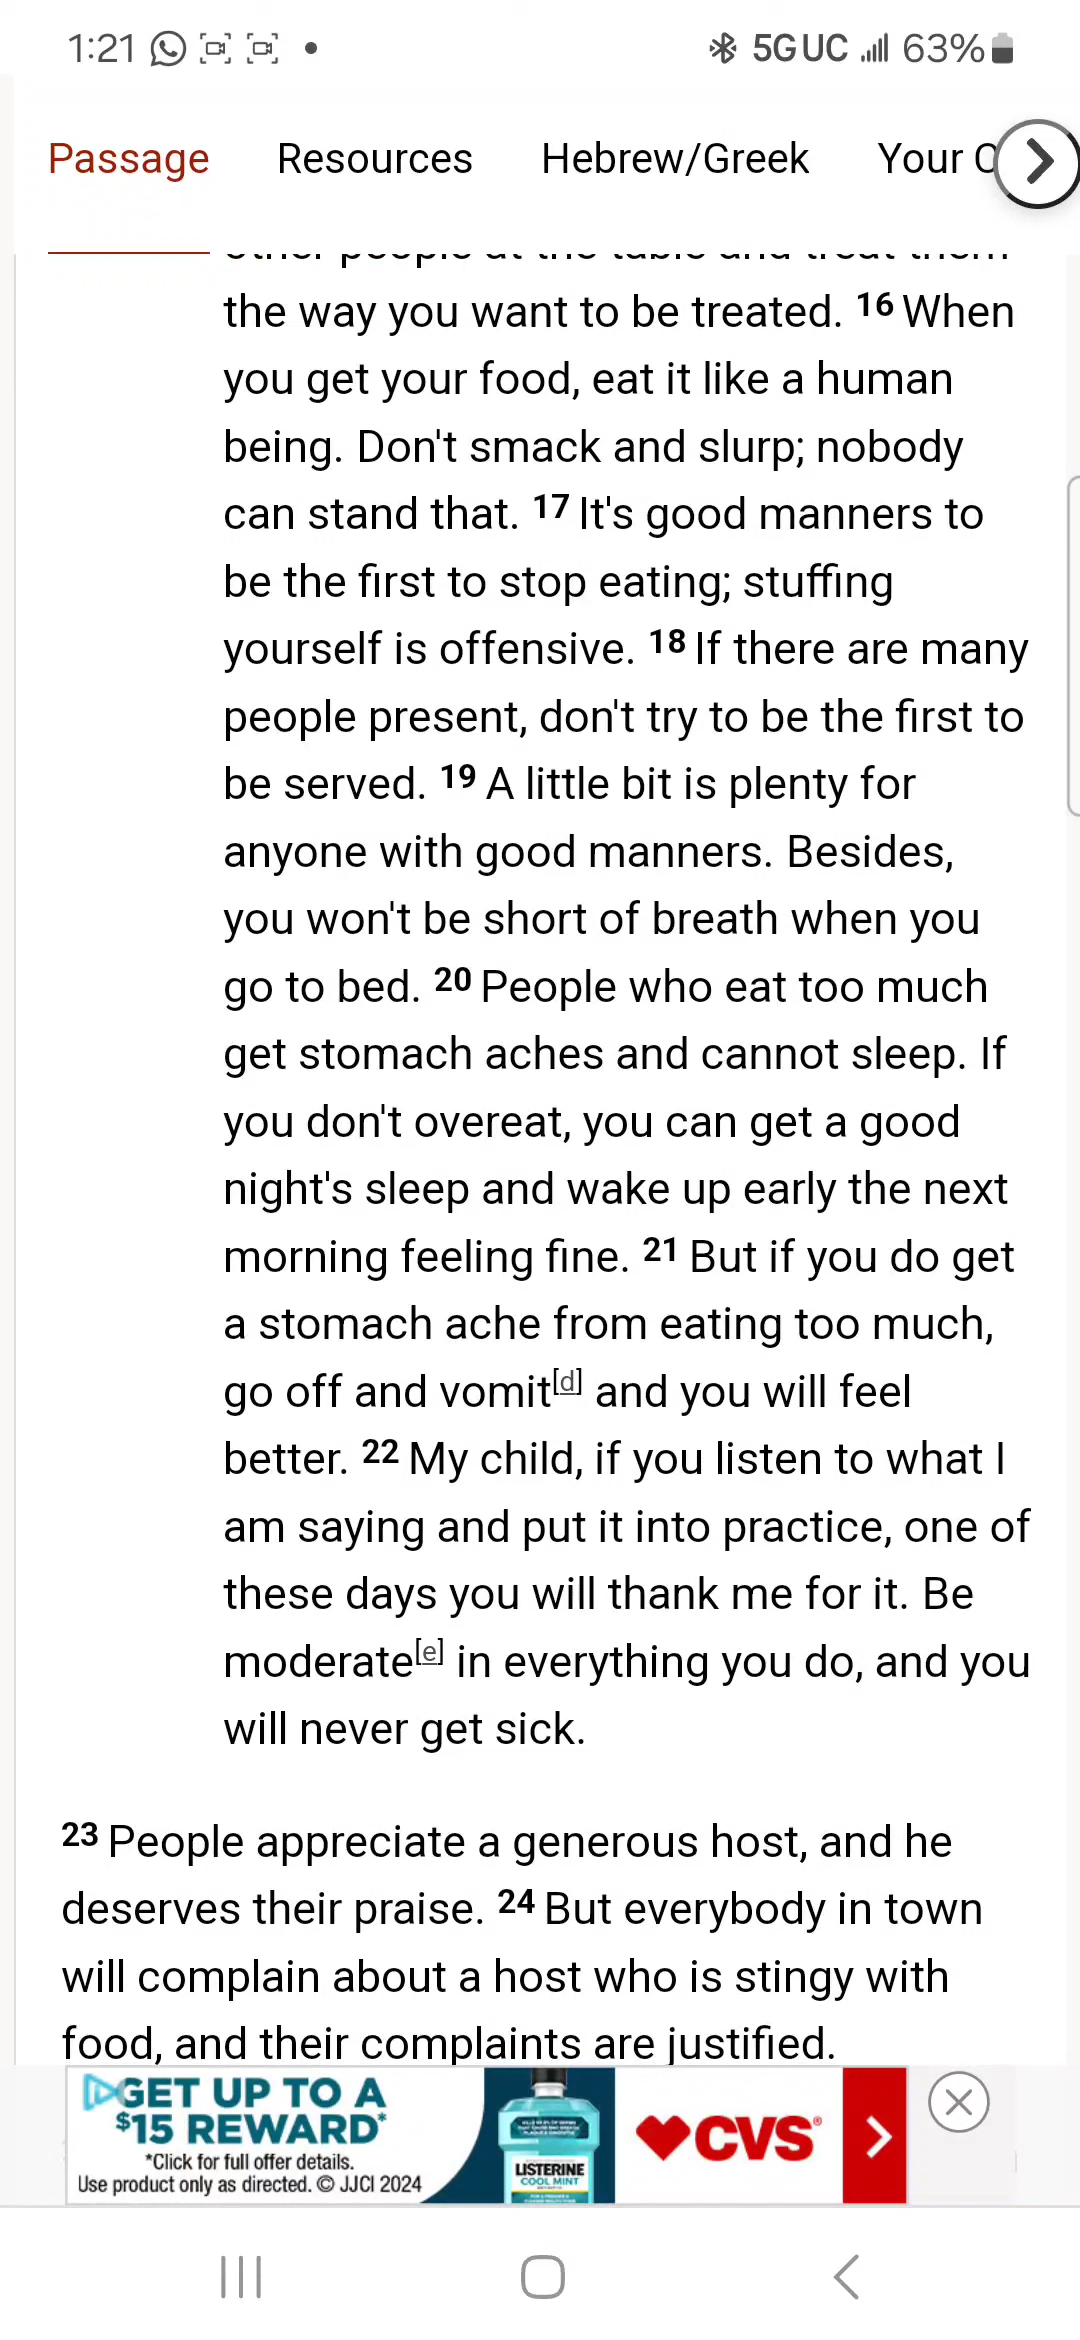 1:21
5G UC 63%
Passage Resources Hebrew/Greek Your
other people at the table and treat them
the way you want to be treated. 16 When
you get your food, eat it like a human
being. Don't smack and slurp; nobody
can stand that. 17 It's good manners to
be the first to stop eating; stuffing
yourself is offensive. 18 If there are many
people present, don't try to be the first to
be served. 19 A little bit is plenty for
anyone with good manners. Besides,
you won't be short of breath when you
go to bed. 20 People who eat too much
get stomach aches and cannot sleep. If
you don't overeat, you can get a good
night's sleep and wake up early the next
morning feeling fine. 21 But if you do get
a stomach ache from eating too much,
go off and vomit[d] and you will feel
better. 22 My child, if you listen to what I
am saying and put it into practice, one of
these days you will thank me for it. Be
moderate[e] in everything you do, and you
will never get sick.
23 People appreciate a generous host, and he
deserves their praise. 24 But everybody in town
will complain about a host who is stingy with
food, and their complaints are justified.
GET UP TO A
$15 REWARD*
*Click for full offer details.
Use product only as directed. © JJCI 2024
LISTERINE
COOL MINT
CVS®